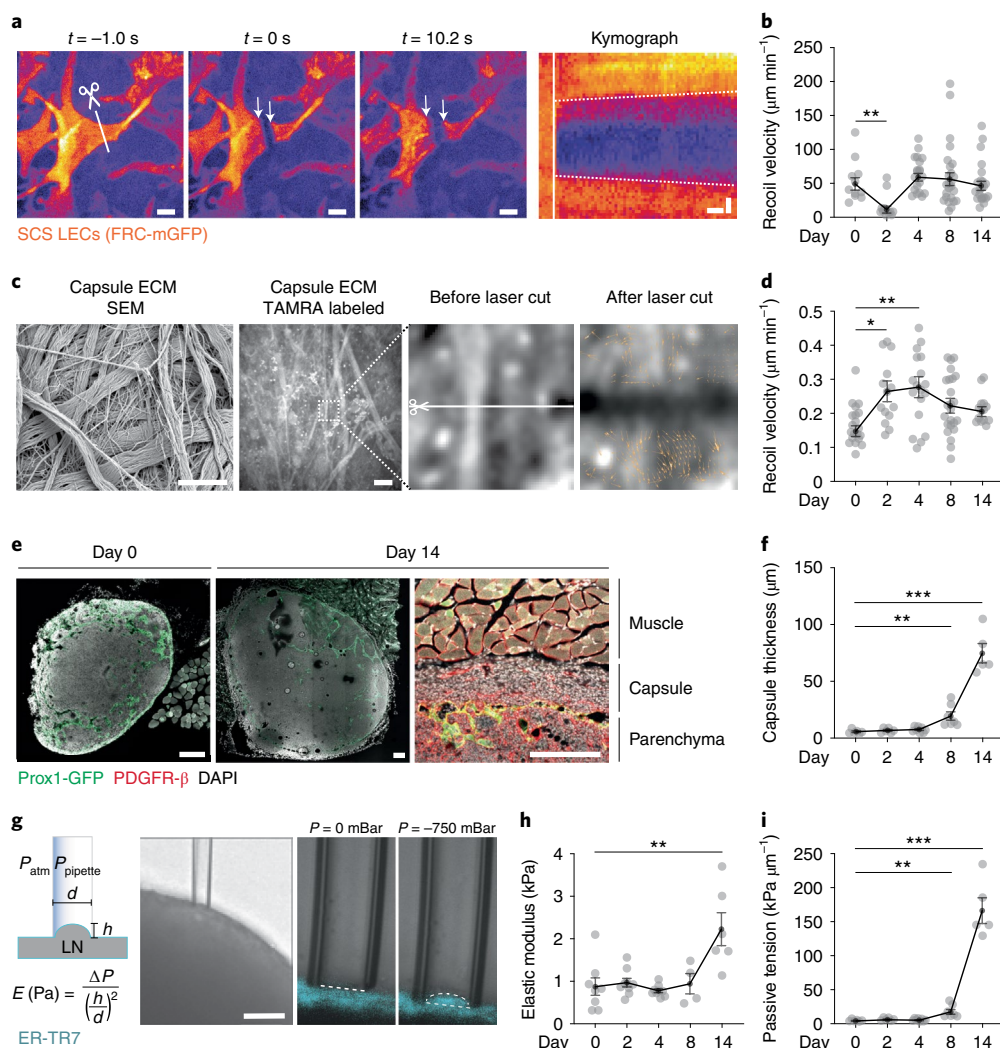 a
t = −1.0 s
t = 0 s
t = 10.2 s
Kymograph
SCS LECs (FRC-mGFP)
b
Recoil velocity (μm min⁻¹)
250
200
150
100
50
0
**
Day 0 2 4 8 14
c
Capsule ECM
SEM
Capsule ECM
TAMRA labeled
Before laser cut
After laser cut
d
Recoil velocity (μm min⁻¹)
0.5
0.4
0.3
0.2
0.1
0
**
*
Day 0 2 4 8 14
e
Day 0
Day 14
Muscle
Capsule
Parenchyma
Prox1-GFP PDGFR-β DAPI
f
Capsule thickness (μm)
150
100
50
0
***
**
Day 0 2 4 8 14
g
P = 0 mBar
P = −750 mBar
Patm Ppipette
d
h
LN
E (Pa) = ΔP / (h/d)²
ER-TR7
h
Elastic modulus (kPa)
4
3
2
1
0
**
Day 0 2 4 8 14
i
Passive tension (kPa μm⁻¹)
250
200
150
100
50
0
***
**
Day 0 2 4 8 14